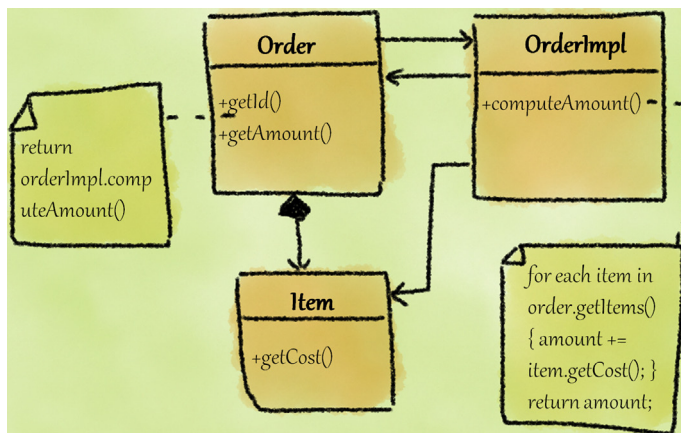 Order
+getId()
+getAmount()
OrderImpl
+computeAmount()
return
orderImpl.comp
uteAmount()
Item
+getCost()
for each item in
order.getItems()
{ amount +=
item.getCost(); }
return amount;